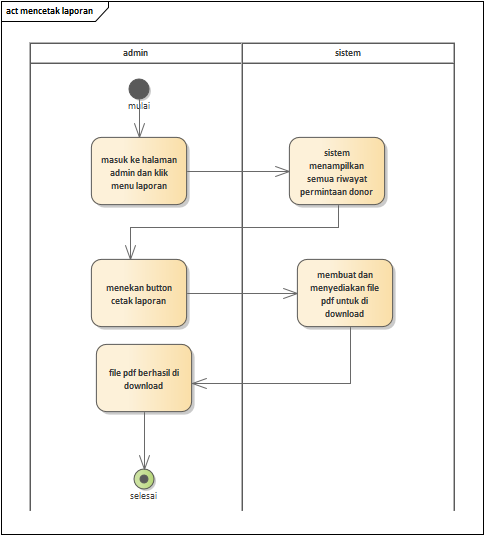 act mencetak laporan
admin
sistem
mulai
masuk ke halaman
admin dan klik
menu laporan
sistem
menampilkan
semua riwayat
permintaan donor
menekan button
cetak laporan
membuat dan
menyediakan file
pdf untuk di
download
file pdf berhasil di
download
selesai